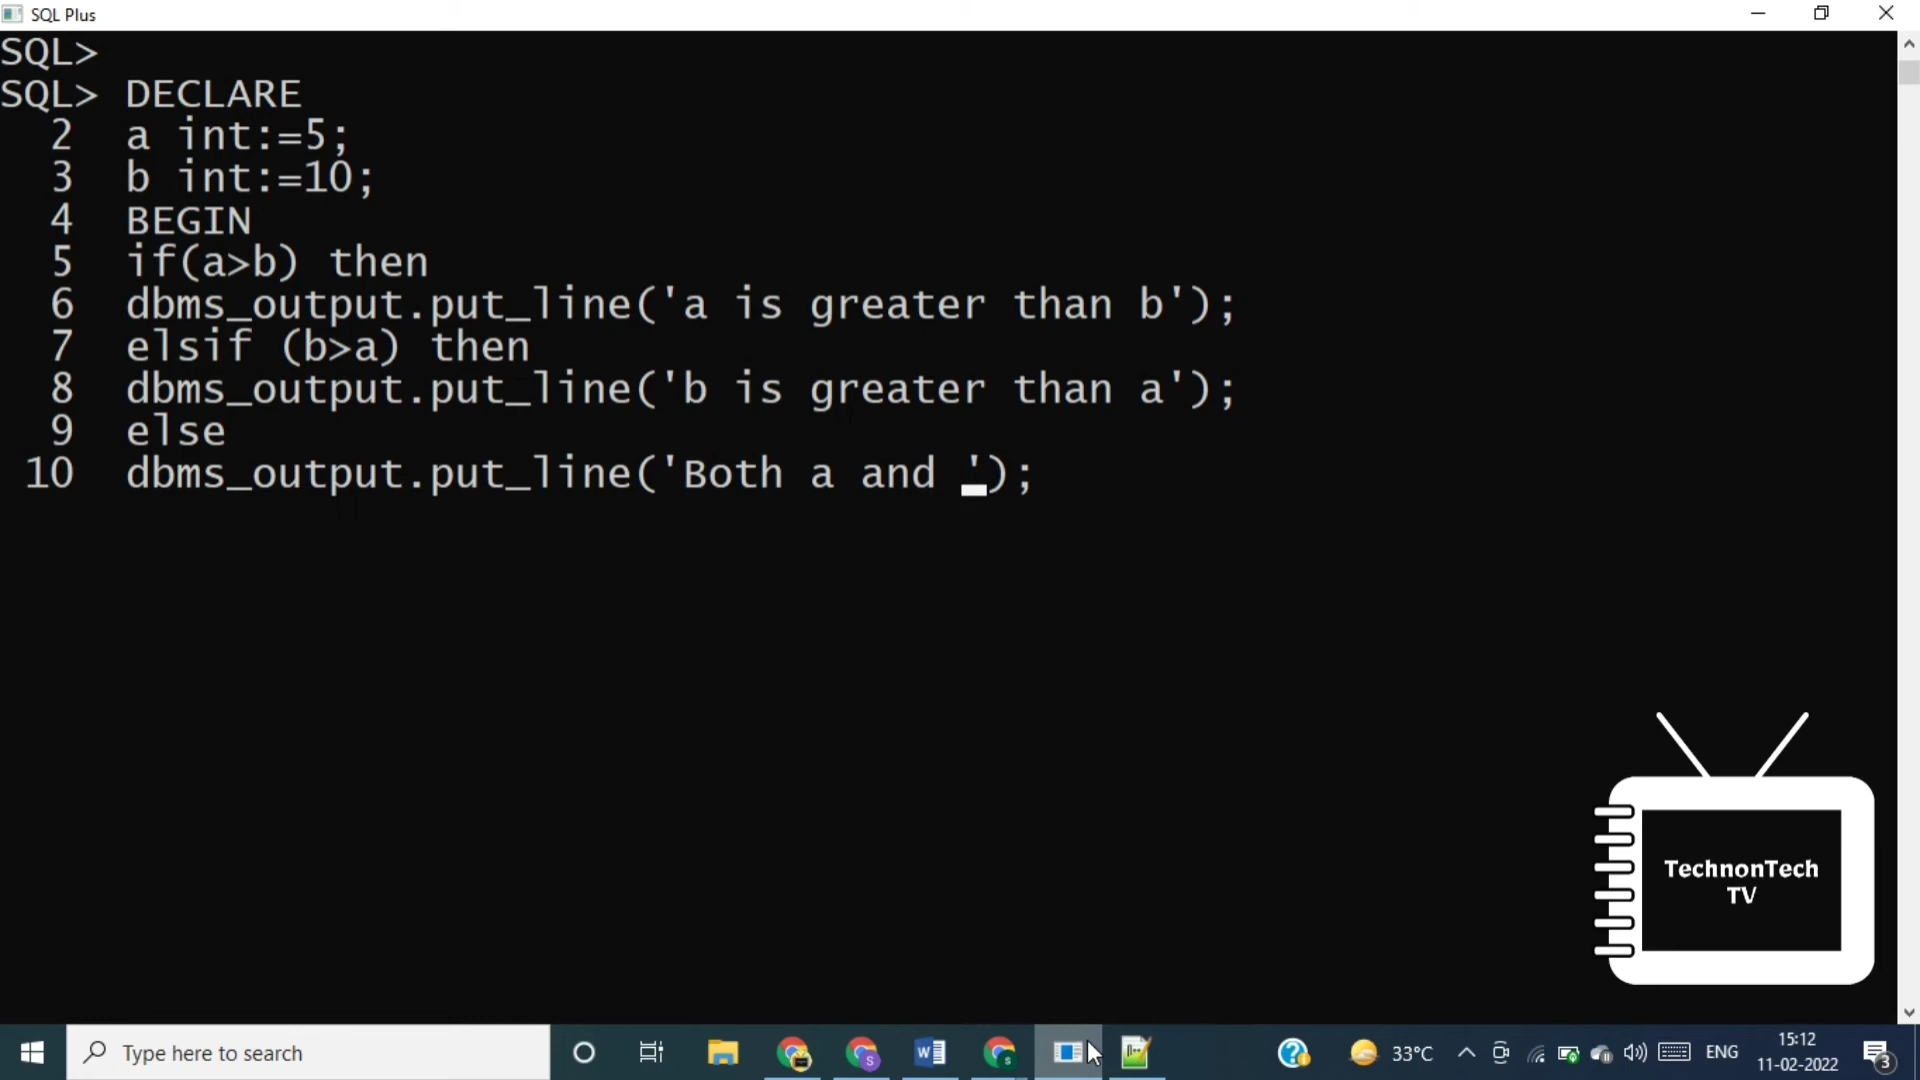 SQL Plus
SQL>
SQL> DECLARE
2 a int:=5;
3 b int:=10;
4 BEGIN
5 if(a>b) then
6 dbms_output.put_line('a is greater than b');
7 elsif (b>a) then
8 dbms_output.put_line('b is greater than a');
9 else
10 dbms_output.put_line('Both a and ');
TechnonTech
TV
Type here to search
33°C
ENG
15:12
11-02-2022
3